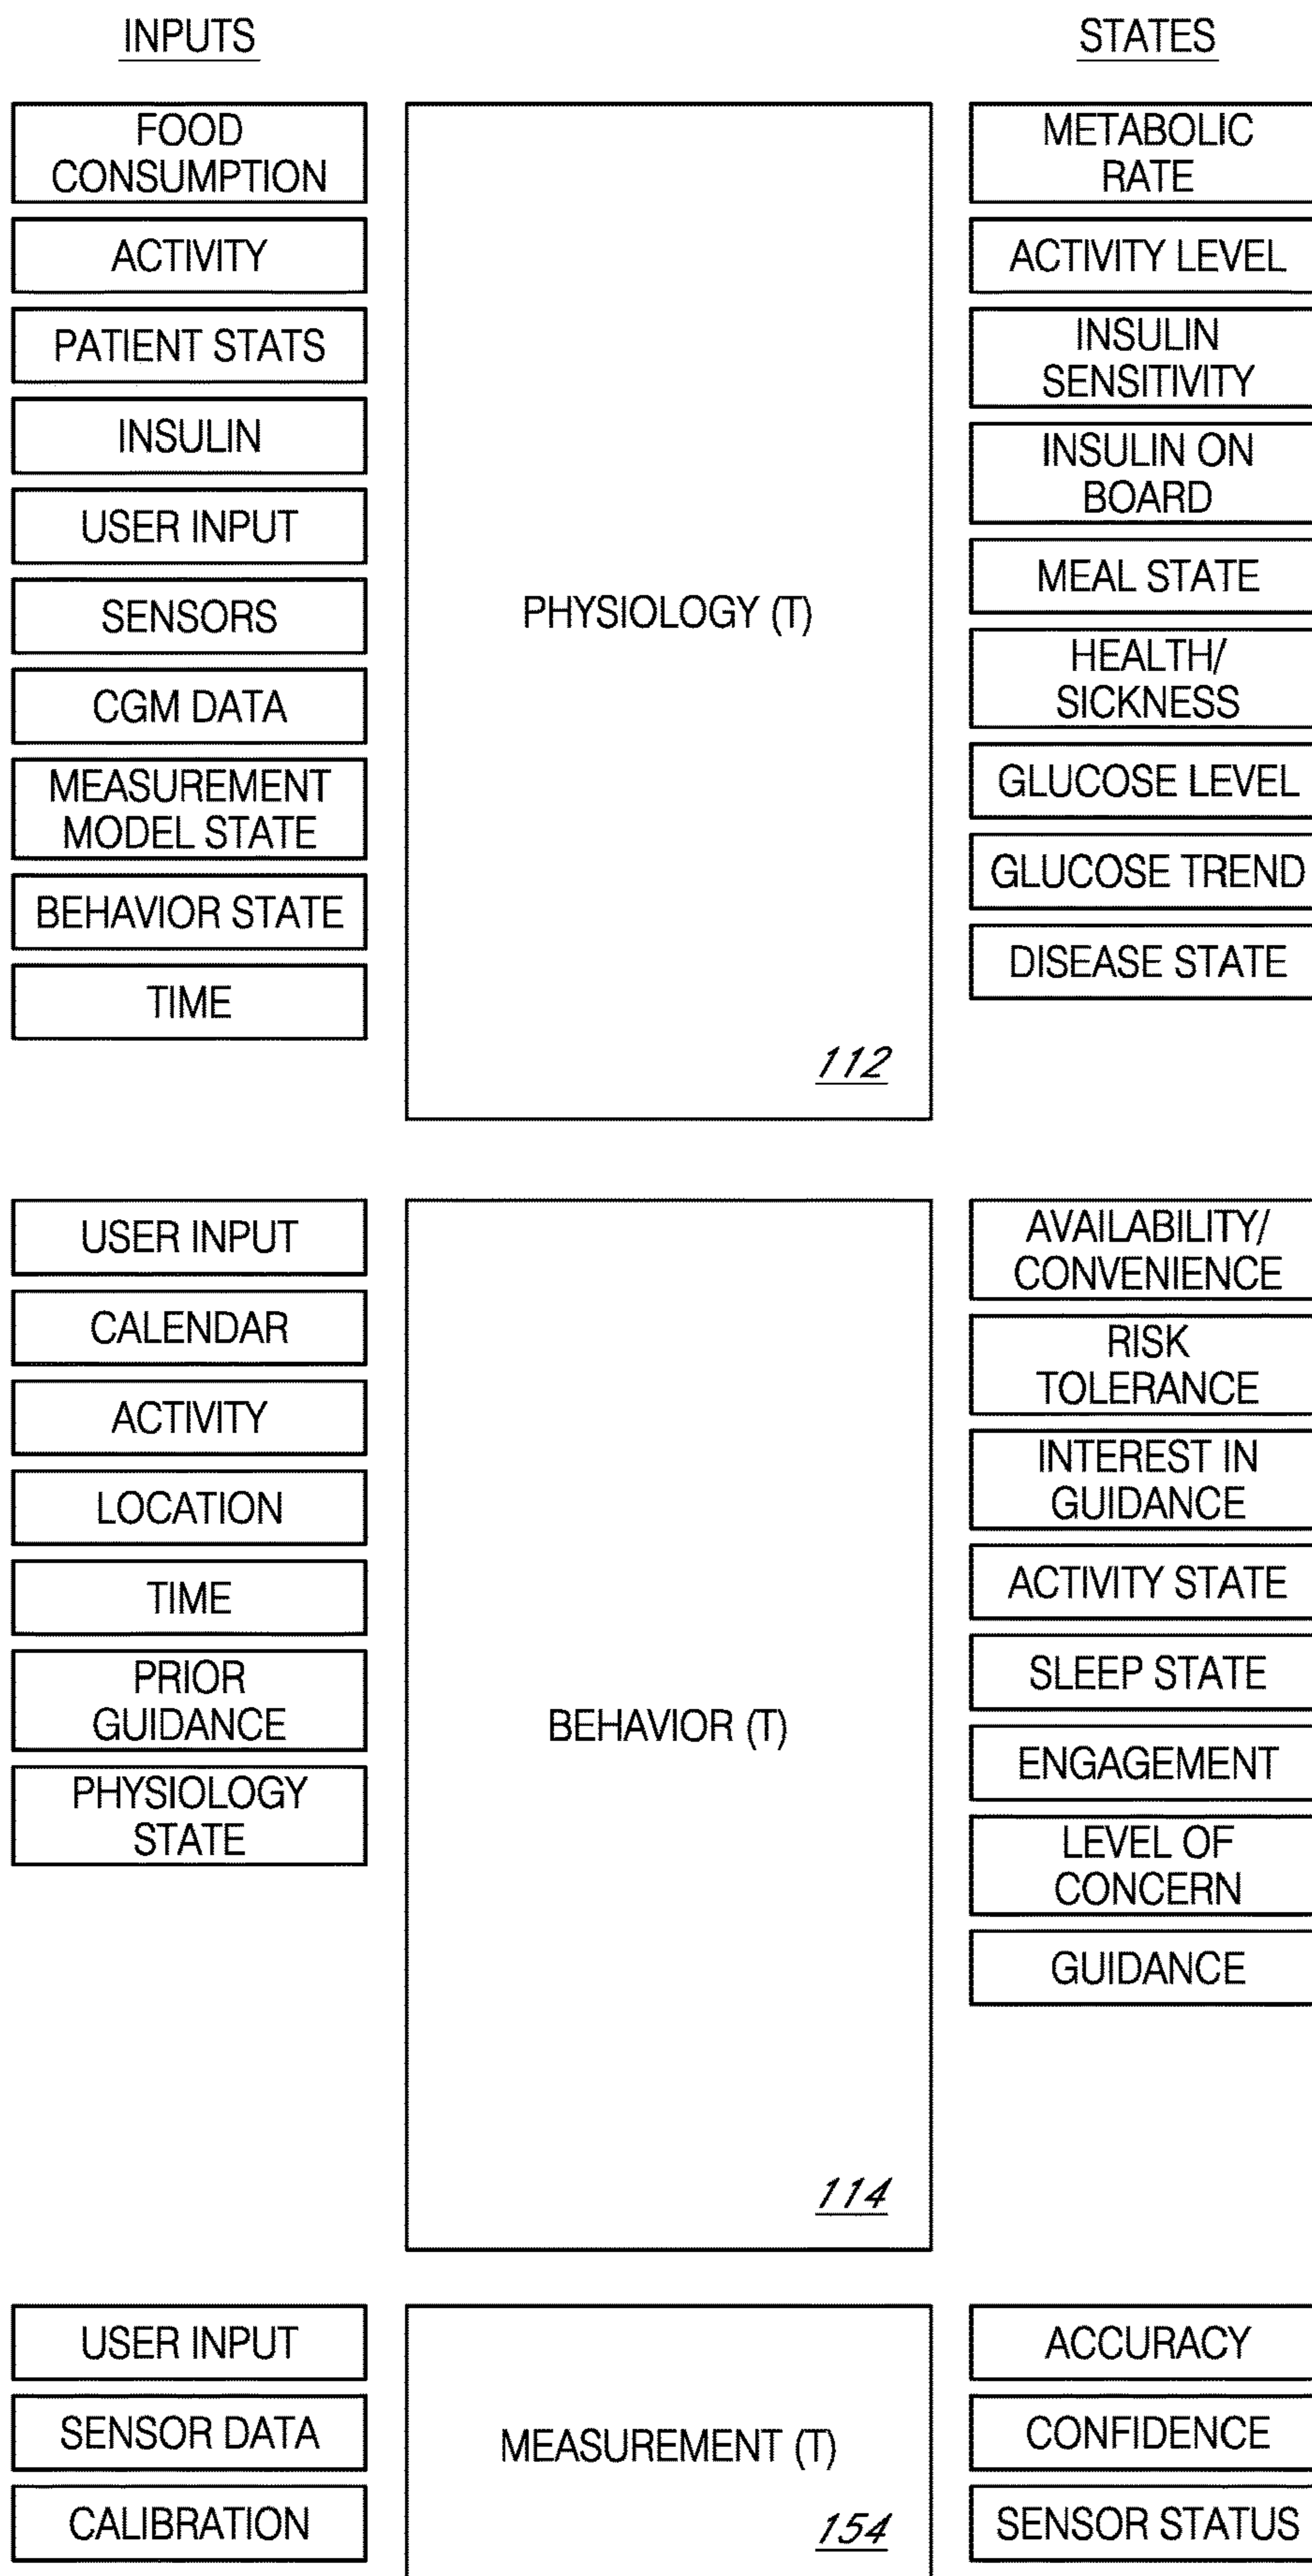 INPUTS
STATES
FOOD
CONSUMPTION
ACTIVITY
PATIENT STATS
INSULIN
USER INPUT
SENSORS
CGM DATA
MEASUREMENT
MODEL STATE
BEHAVIOR STATE
TIME
PHYSIOLOGY (T)
112
METABOLIC
RATE
ACTIVITY LEVEL
INSULIN
SENSITIVITY
INSULIN ON
BOARD
MEAL STATE
HEALTH/
SICKNESS
GLUCOSE LEVEL
GLUCOSE TREND
DISEASE STATE
USER INPUT
CALENDAR
ACTIVITY
LOCATION
TIME
PRIOR
GUIDANCE
PHYSIOLOGY
STATE
BEHAVIOR (T)
114
AVAILABILITY/
CONVENIENCE
RISK
TOLERANCE
INTEREST IN
GUIDANCE
ACTIVITY STATE
SLEEP STATE
ENGAGEMENT
LEVEL OF
CONCERN
GUIDANCE
USER INPUT
SENSOR DATA
CALIBRATION
MEASUREMENT (T)
154
ACCURACY
CONFIDENCE
SENSOR STATUS